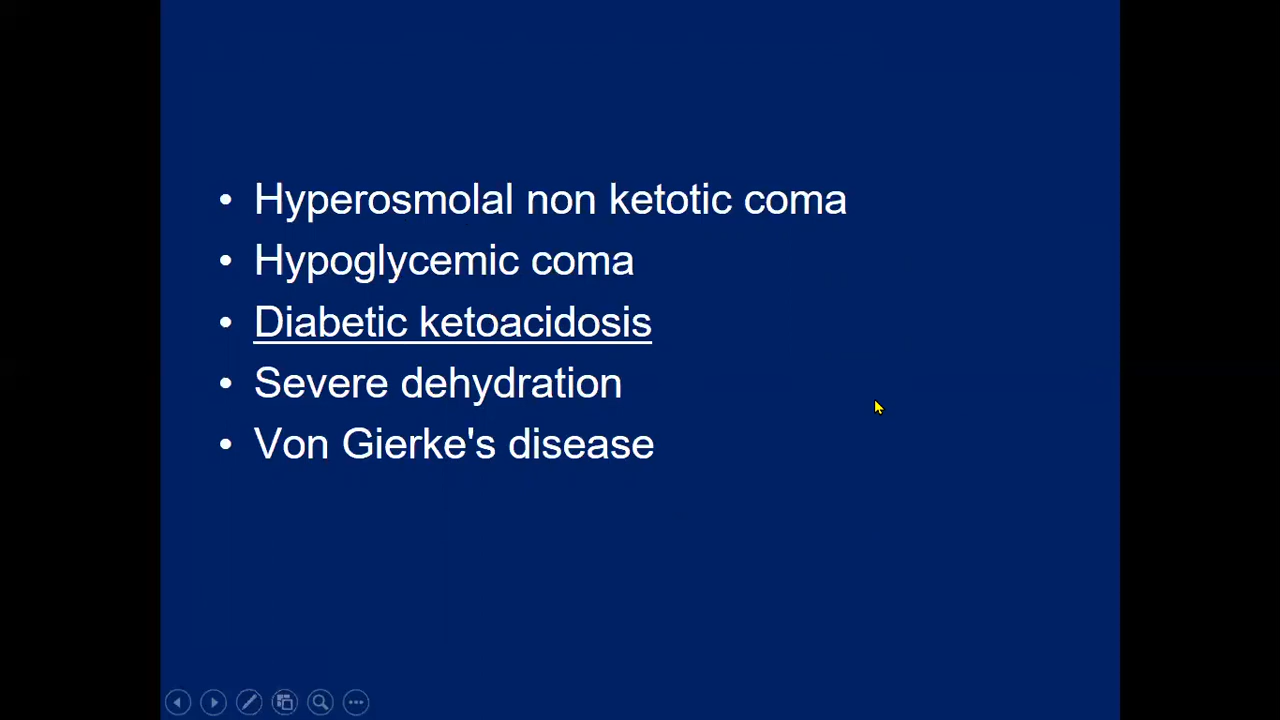 • Hyperosmolal non ketotic coma
• Hypoglycemic coma
• Diabetic ketoacidosis
• Severe dehydration
• Von Gierke's disease